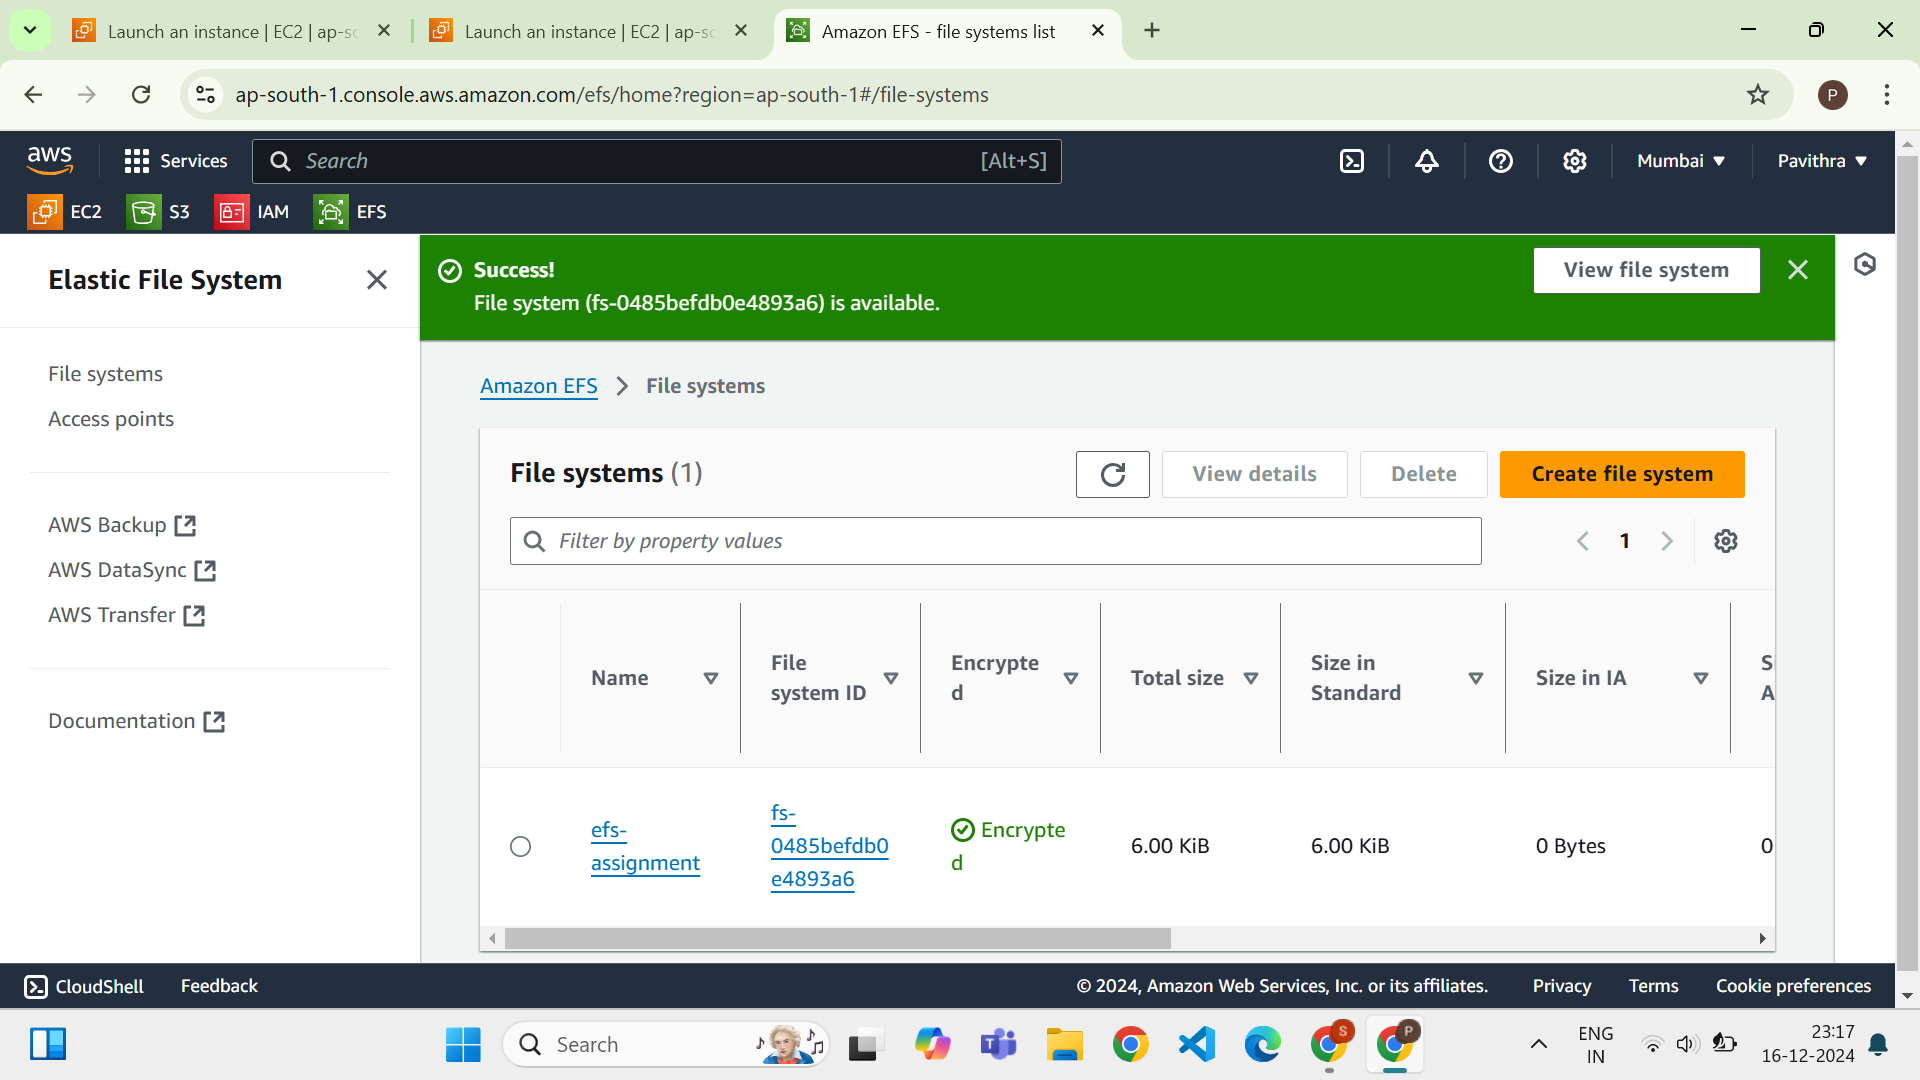 Launch an instance | EC2 | ap-sc
Launch an instance | EC2 | ap-sc
Amazon EFS - file systems list
ap-south-1.console.aws.amazon.com/efs/home?region=ap-south-1#/file-systems
P
aws
Services
Search
[Alt+S]
Mumbai
Pavithra
EC2
S3
IAM
EFS
Elastic File System
File systems
Access points
AWS Backup
AWS DataSync
AWS Transfer
Documentation
Success!
File system (fs-0485befdb0e4893a6) is available.
View file system
Amazon EFS
File systems
File systems (1)
View details
Delete
Create file system
Filter by property values
1
Name
File
system ID
Encrypte
d
Total size
Size in
Standard
Size in IA
S
A
efs-
assignment
fs-
0485befdb0
e4893a6
Encrypte
d
6.00 KiB
6.00 KiB
0 Bytes
0
CloudShell
Feedback
© 2024, Amazon Web Services, Inc. or its affiliates.
Privacy
Terms
Cookie preferences
Search
T
S
P
ENG
IN
23:17
16-12-2024